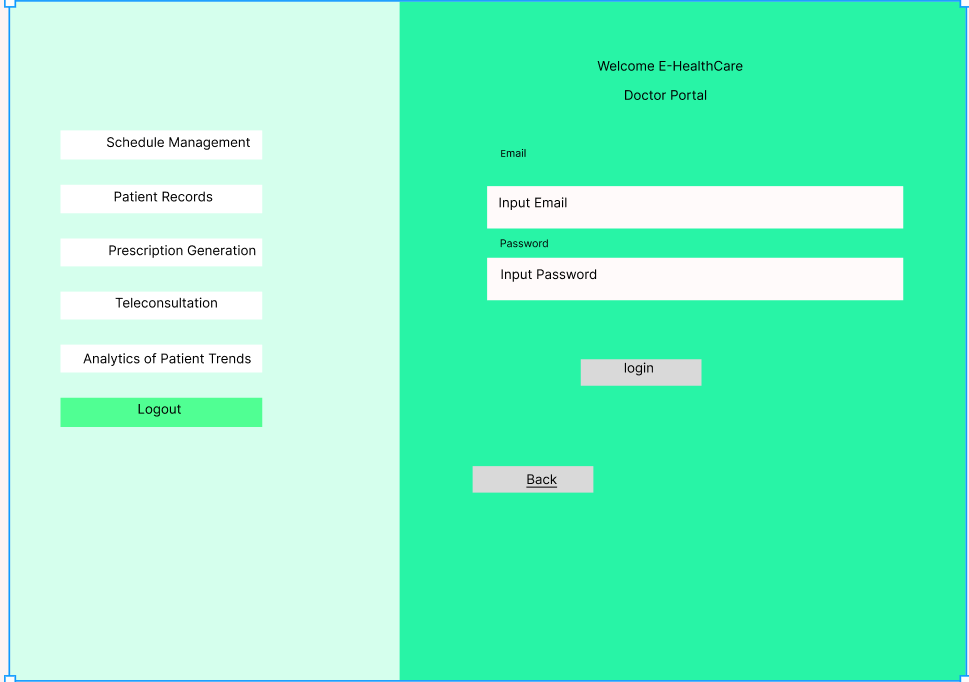 Schedule Management
Patient Records
Prescription Generation
Teleconsultation
Analytics of Patient Trends
Logout
Welcome E-HealthCare
Doctor Portal
Email
Input Email
Password
Input Password
login
Back